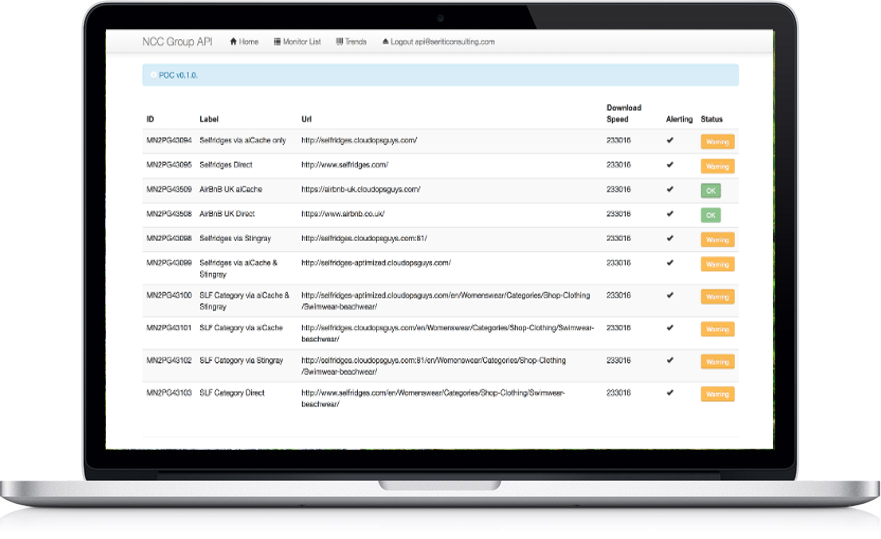 NCC Group API Home Monitor List Trends Logout api@seriticonsulting.com
POC v0.1.0.
ID Label Url Download Speed Alerting Status
MN2PG43094 Selfridges via aiCache only http://selfridges.cloudopsguys.com/ 233016 Warning
MN2PG43095 Selfridges Direct http://www.selfridges.com/ 233016 Warning
MN2PG43509 AirBnB UK aiCache https://airbnb-uk.cloudopsguys.com/ 233016 OK
MN2PG43508 AirBnB UK Direct https://www.airbnb.co.uk/ 233016 OK
MN2PG43098 Selfridges via Stingray http://selfridges.cloudopsguys.com:81/ 233016 Warning
MN2PG43099 Selfridges via aiCache & http://selfridges-aptimized.cloudopsguys.com/ 233016 Warning
Stingray
MN2PG43100 SLF Category via aiCache & http://selfridges-aptimized.cloudopsguys.com/en/Womenswear/Categories/Shop-Clothing 233016 Warning
Stingray /Swimwear-beachwear/
MN2PG43101 SLF Category via aiCache http://selfridges.cloudopsguys.com/en/Womenswear/Categories/Shop-Clothing/Swimwear- 233016 Warning
beachwear/
MN2PG43102 SLF Category via Stingray http://selfridges.cloudopsguys.com:81/en/Womenswear/Categories/Shop-Clothing 233016 Warning
/Swimwear-beachwear/
MN2PG43103 SLF Category Direct http://www.selfridges.com/en/Womenswear/Categories/Shop-Clothing/Swimwear- 233016 Warning
beachwear/